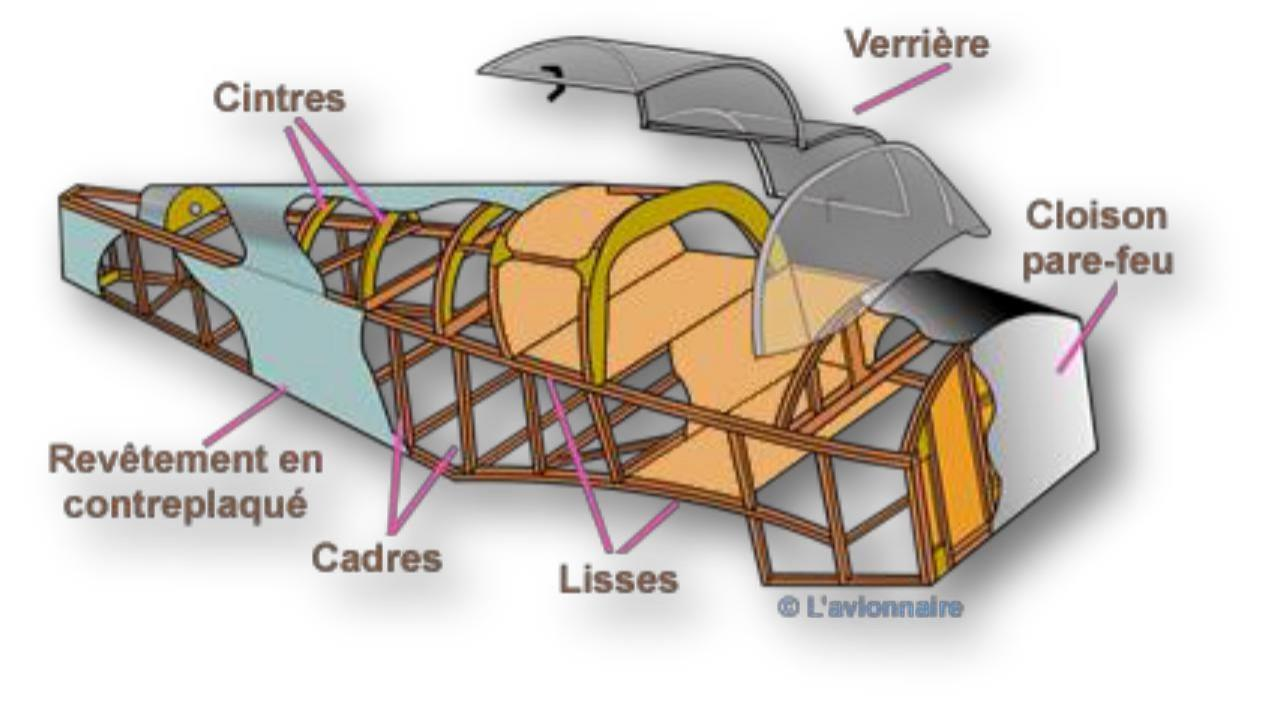 Verrière
Cintres
Cloison
pare-feu
Revêtement en
contreplaqué
Cadres
Lisses
© L'avionnaire